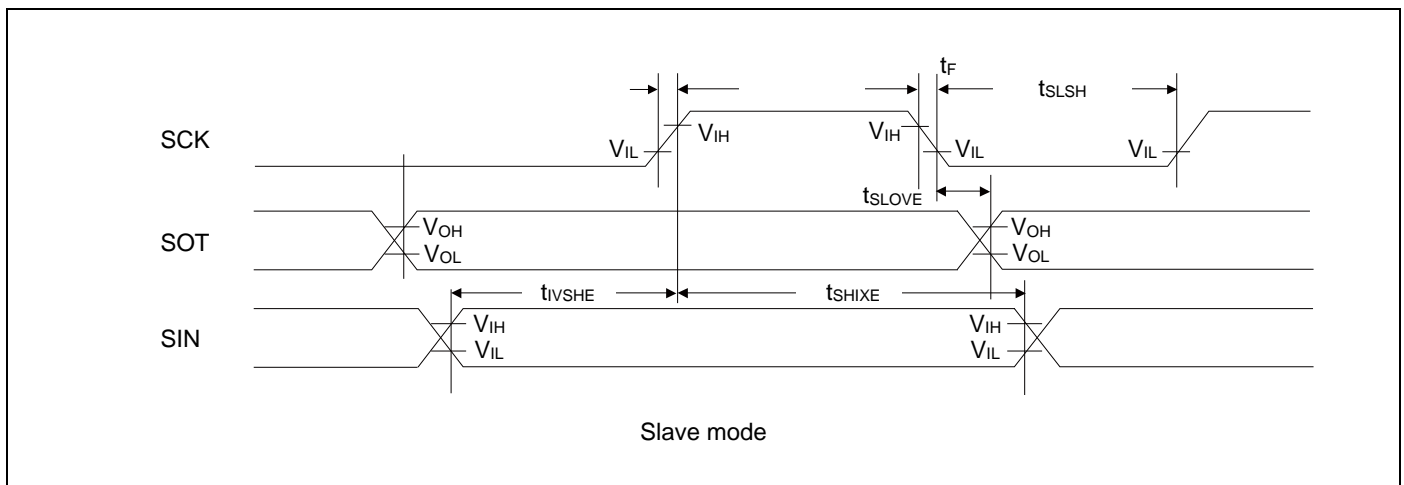 tF
tSLSH
SCK
VIH
VIH
VIL
VIL
VIL
tSLOVE
SOT
VOH
VOH
VOL
VOL
tIVSHE
tSHIXE
SIN
VIH
VIH
VIL
VIL
Slave mode